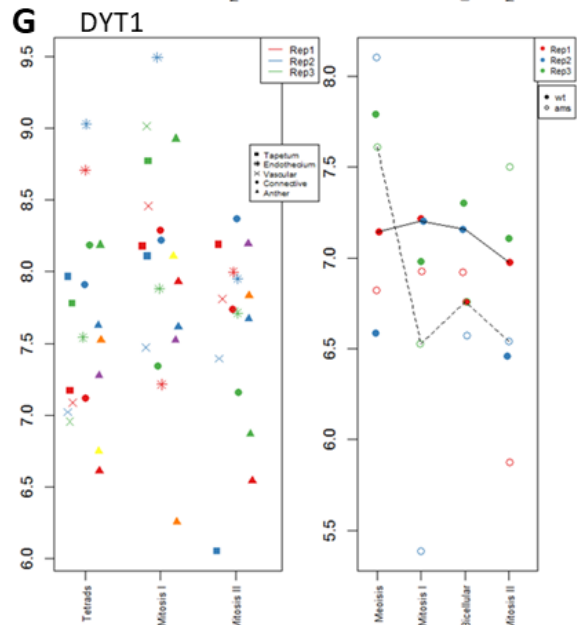 G DYT1
9.5
9.0
8.5
8.0
7.5
7.0
6.5
6.0
Rep1
Rep2
Rep3
Tapetum
Endothecium
Vascular
Connective
Anther
Tetrads
Mitosis I
Mitosis II
8.0
7.5
7.0
6.5
6.0
5.5
Rep1
Rep2
Rep3
wt
ams
Meoisis
Mitosis I
Bicellular
Mitosis II